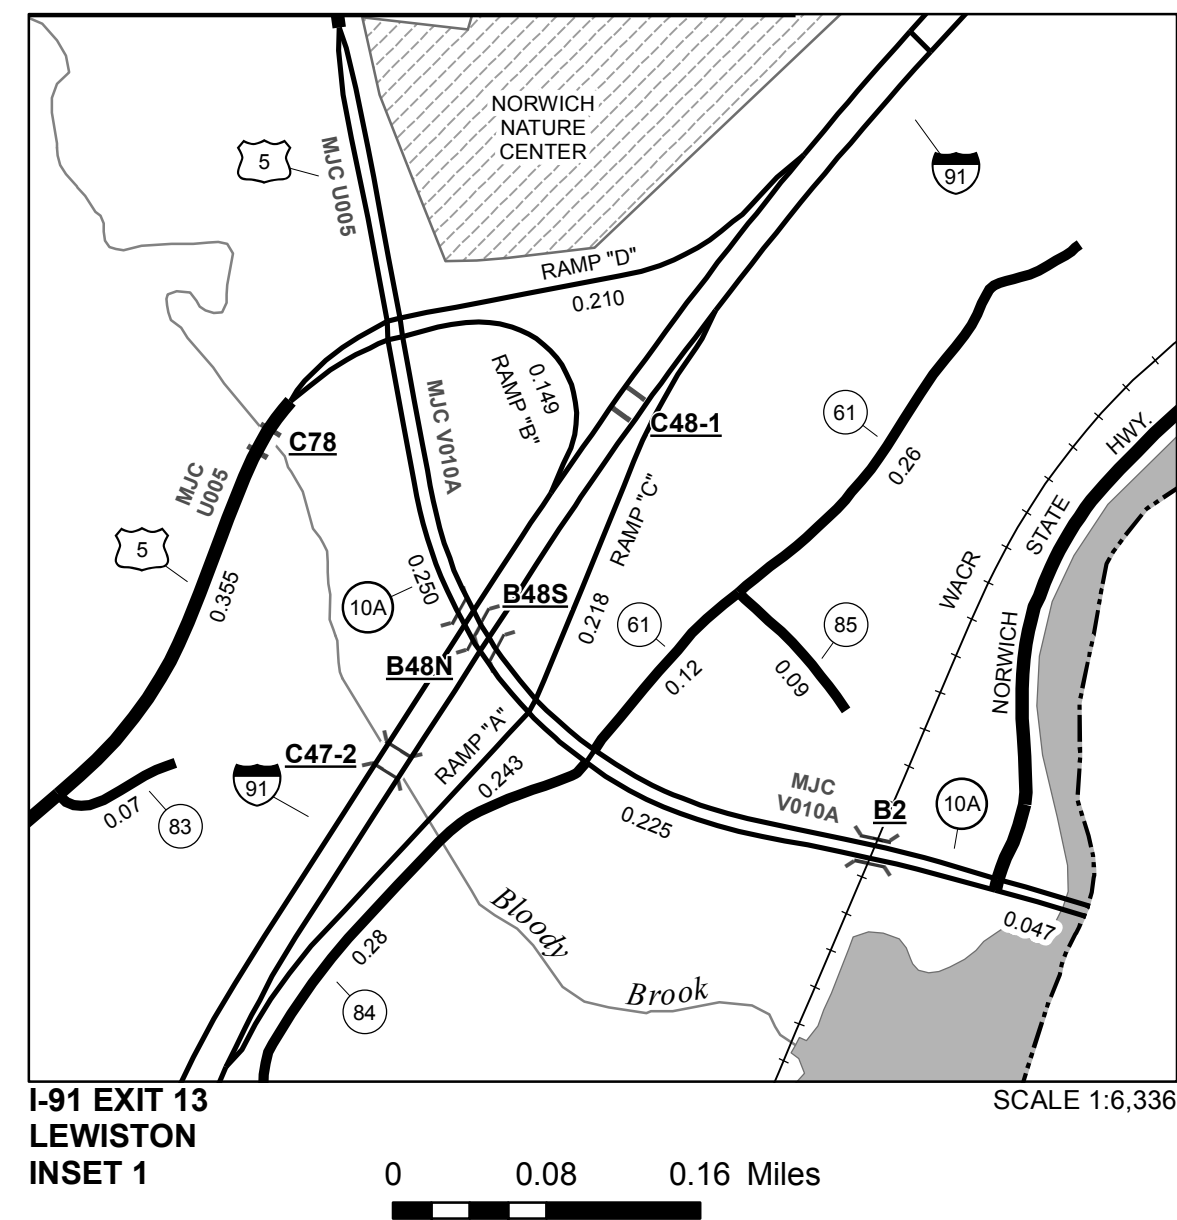 NORWICH
NATURE
CENTER
5
MJC U005
91
RAMP "D"
0.210
0.149
RAMP "B"
MJC V010A
C48-1
61
0.26
HWY.
STATE
NORWICH
WACR
C78
MJC
U005
5
0.355
RAMP "C"
0.218
0.250
10A
B48S
B48N
61
0.12
85
0.09
C47-2
91
RAMP "A"
0.243
0.07
83
0.225
MJC
V010A
B2
10A
0.047
0.28
84
Bloody
Brook
I-91 EXIT 13
LEWISTON
INSET 1
SCALE 1:6,336
0 0.08 0.16 Miles